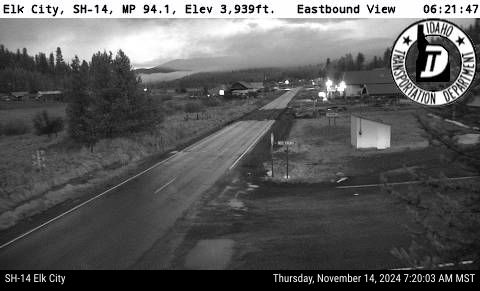 Elk City, SH-14, MP 94.1, Elev 3,939ft. Eastbound View 06:21:47
IDAHO
TRANSPORTATION DEPARTMENT
SH-14 Elk City Thursday, November 14, 2024 7:20:03 AM MST